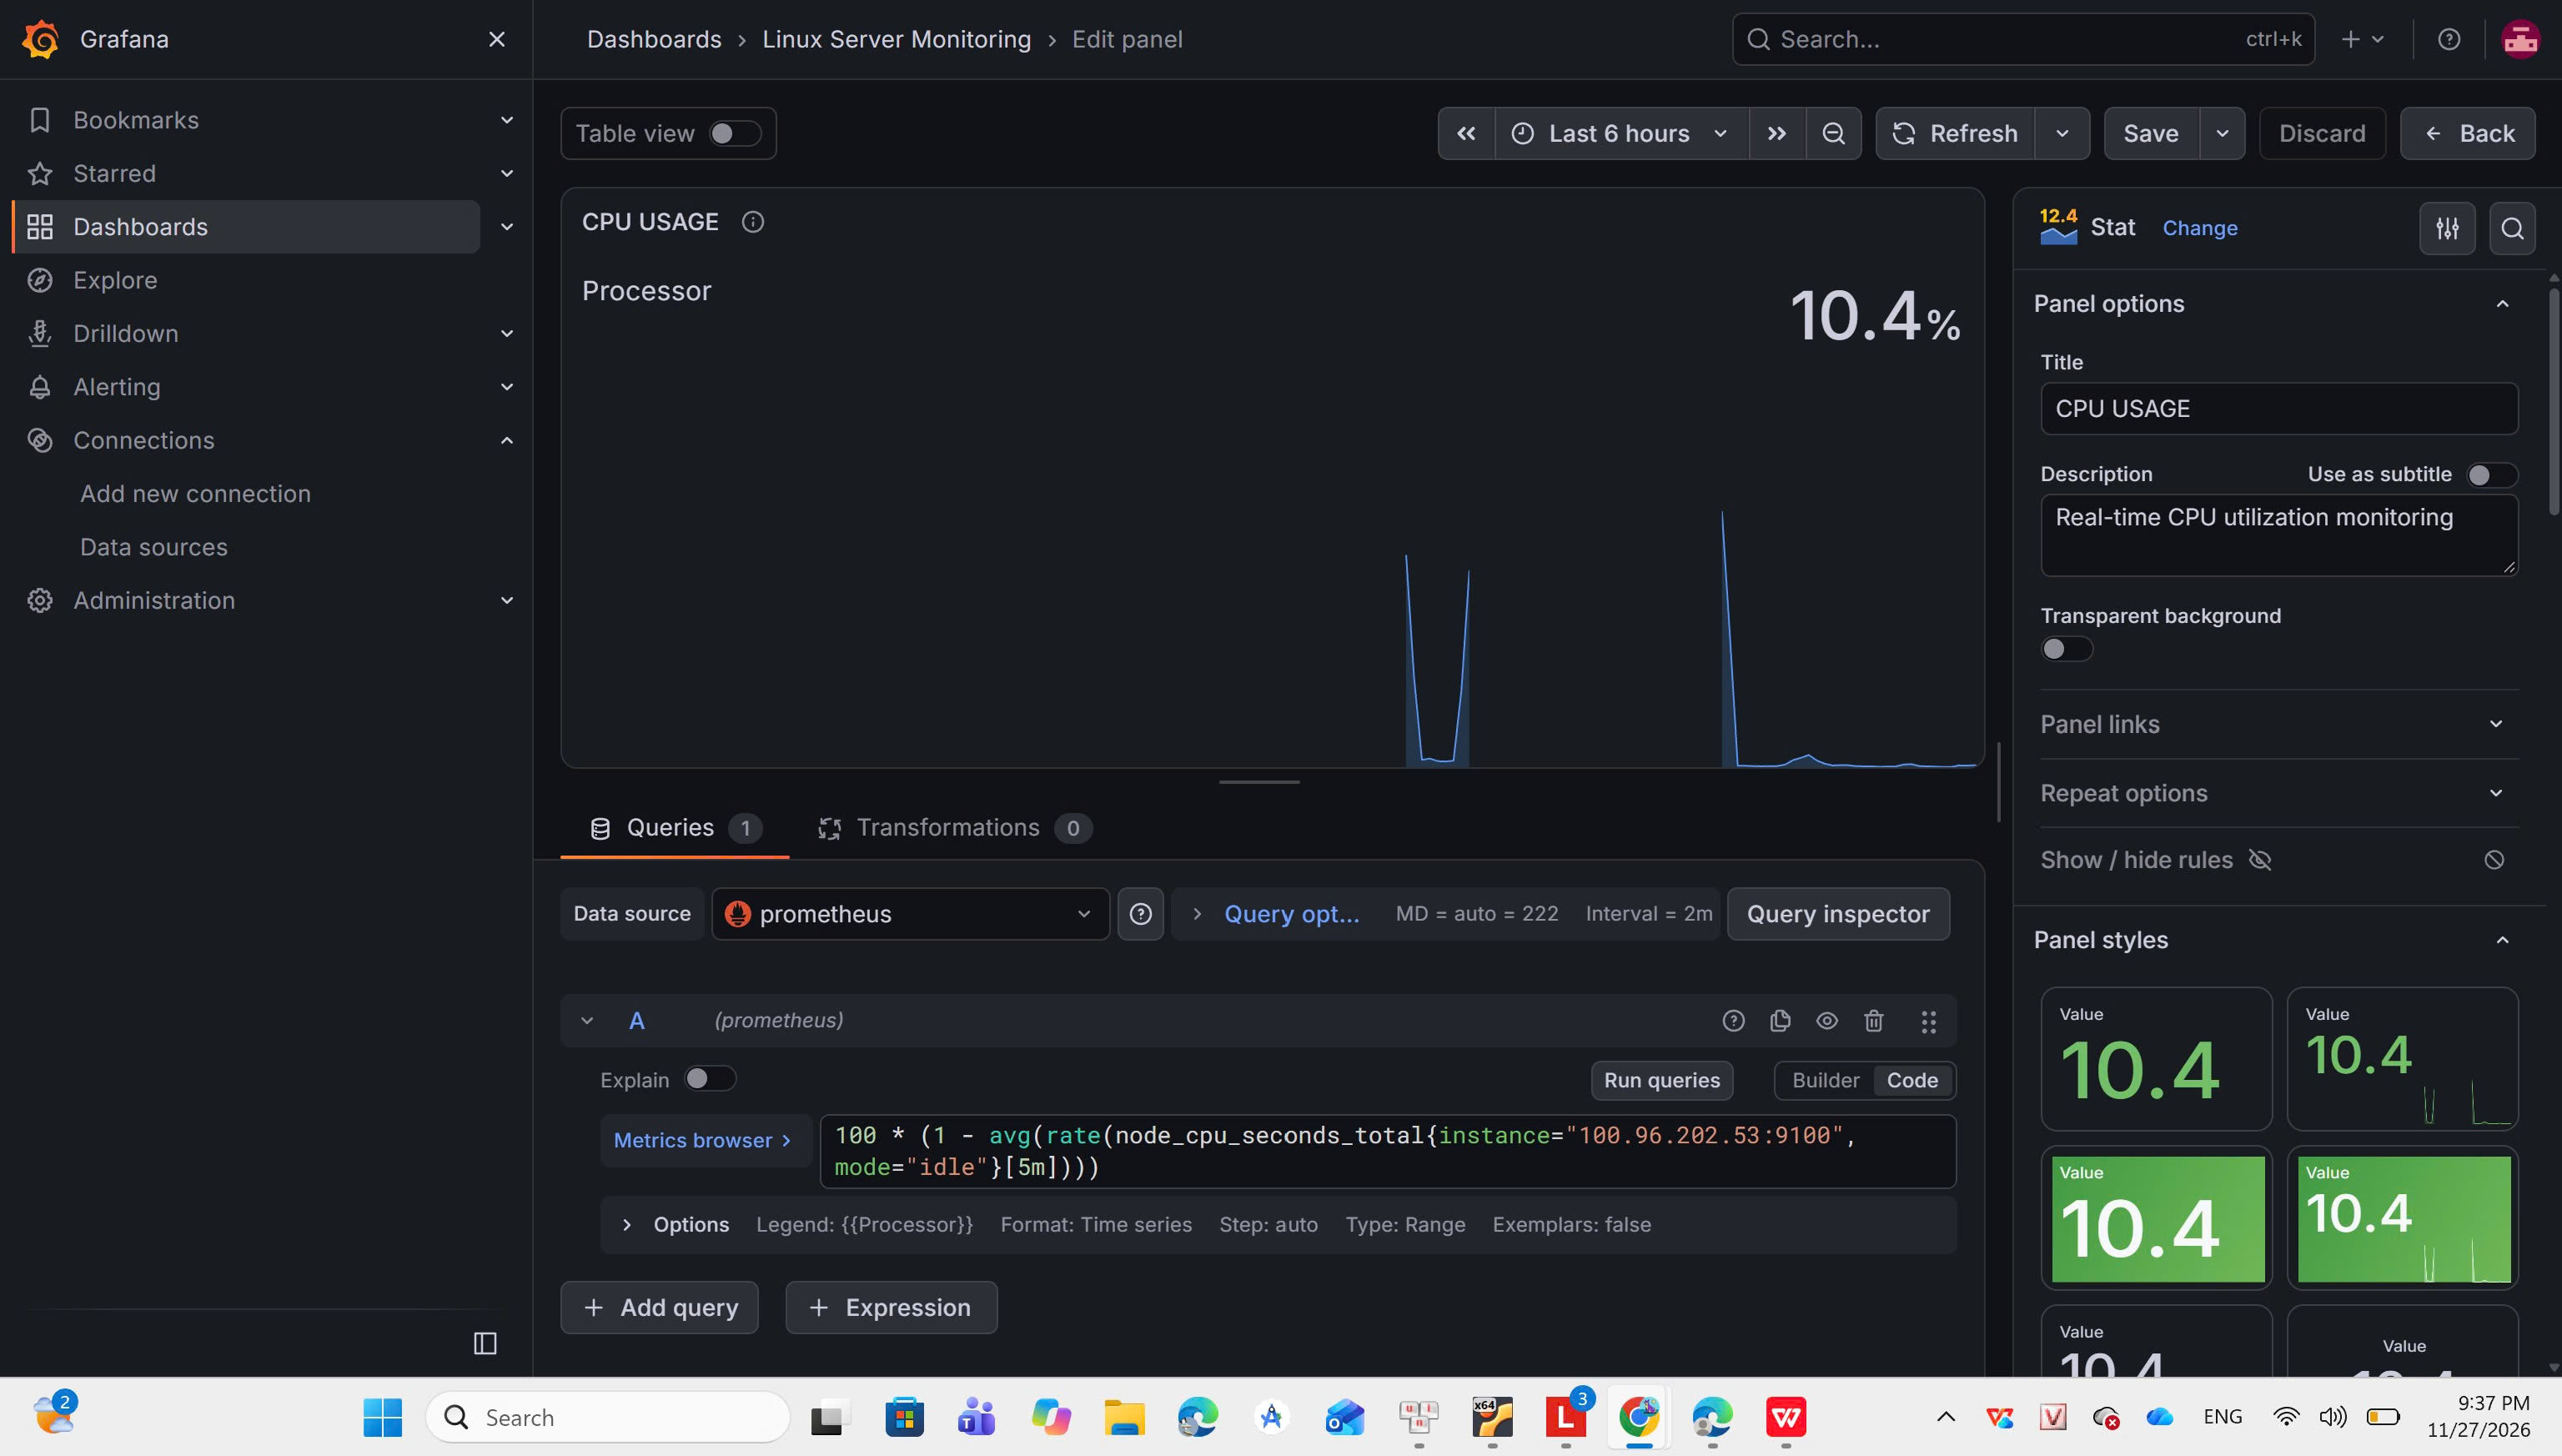 Grafana
Dashboards › Linux Server Monitoring › Edit panel
Search...
ctrl+k
Bookmarks
Starred
Dashboards
Explore
Drilldown
Alerting
Connections
Add new connection
Data sources
Administration
Table view
Last 6 hours
Refresh
Save
Discard
Back
CPU USAGE
Processor
10.4%
Queries 1
Transformations 0
Data source
prometheus
Query opt...
MD = auto = 222
Interval = 2m
Query inspector
A
(prometheus)
Explain
Run queries
Builder
Code
Metrics browser ›
100 * (1 - avg(rate(node_cpu_seconds_total{instance="100.96.202.53:9100",
mode="idle"}[5m])))
Options
Legend: {{Processor}}
Format: Time series
Step: auto
Type: Range
Exemplars: false
+ Add query
+ Expression
12.4
Stat
Change
Panel options
Title
CPU USAGE
Description
Use as subtitle
Real-time CPU utilization monitoring
Transparent background
Panel links
Repeat options
Show / hide rules
Panel styles
Value
10.4
Value
10.4
Value
10.4
Value
10.4
Value
10.4
Value
10.4
2
Search
T
O
u i
n
x64
L
3
W
V
ENG
9:37 PM
11/27/2026